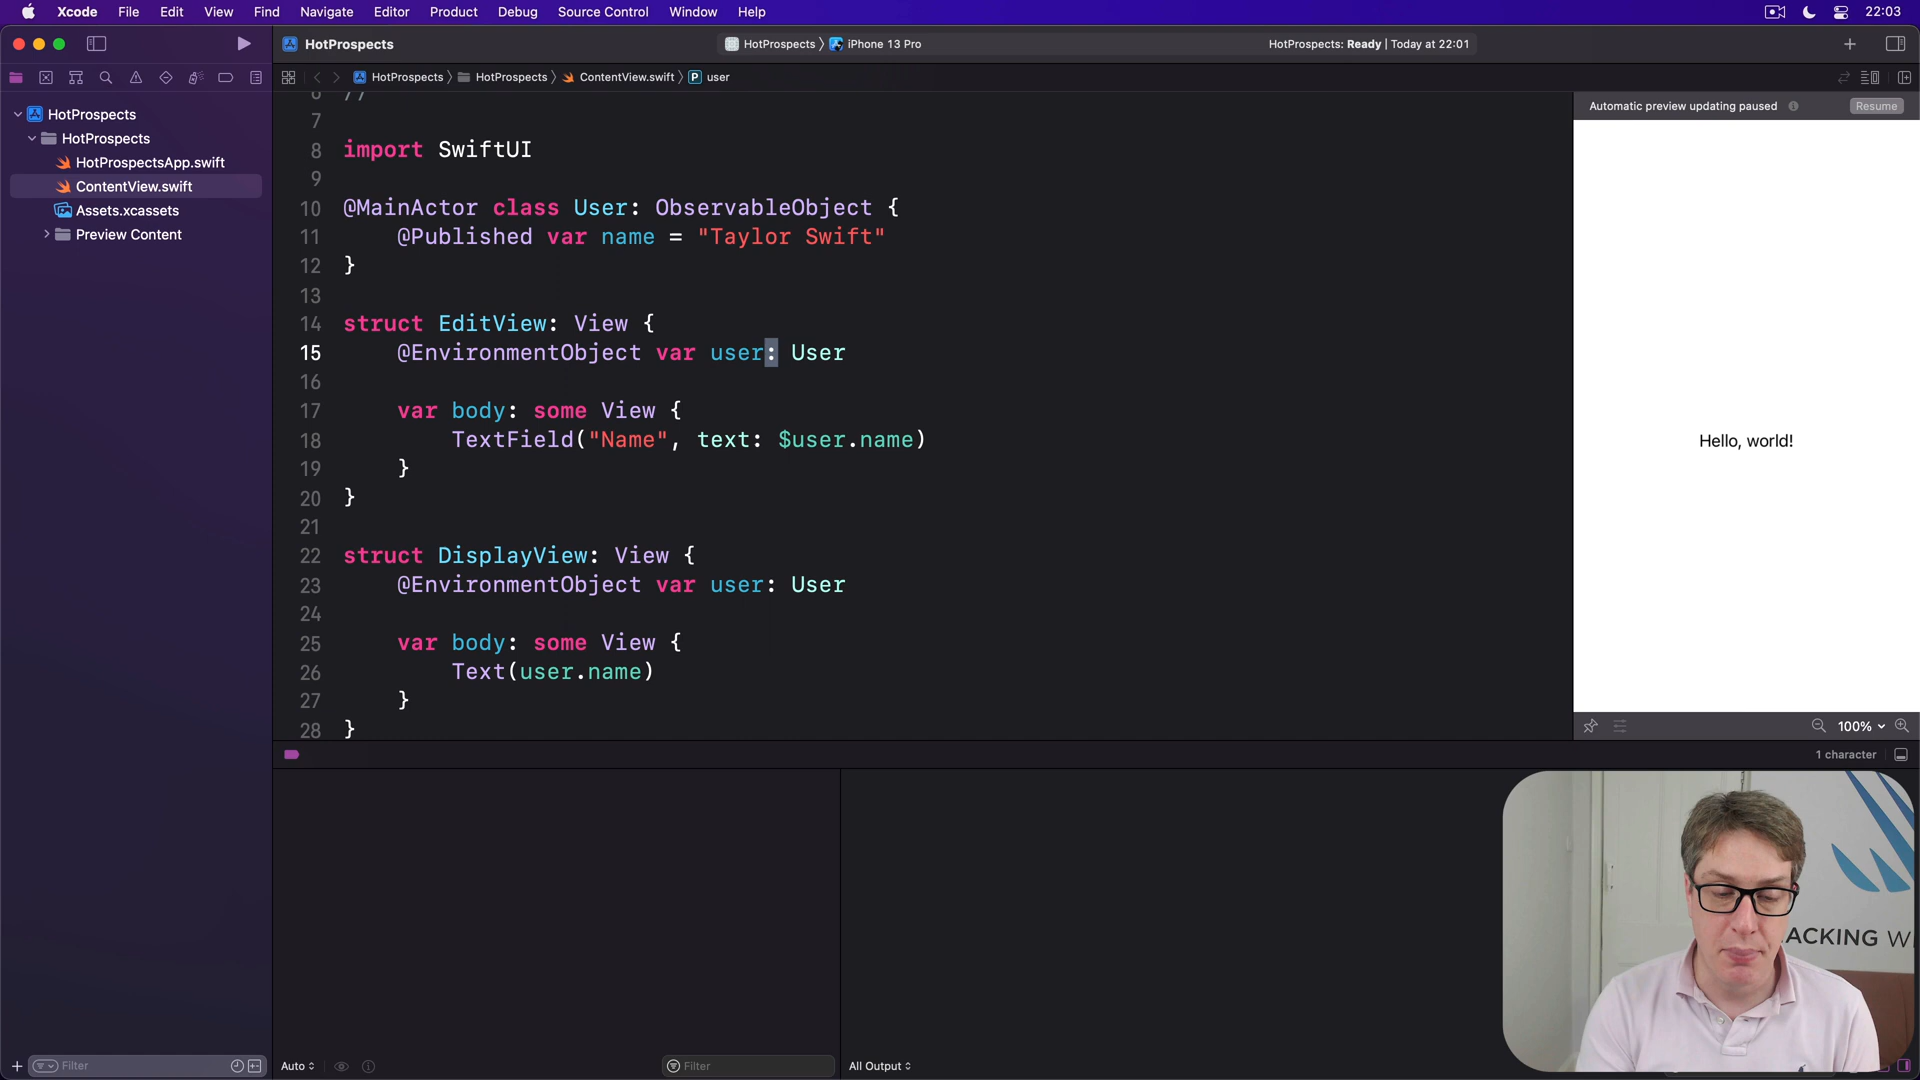 Xcode File Edit View Find Navigate Editor Product Debug Source Control Window Help 22:03
HotProspects HotProspects iPhone 13 Pro HotProspects: Ready | Today at 22:01
HotProspects HotProspects ContentView.swift P user
HotProspects
HotProspects
HotProspectsApp.swift
ContentView.swift
Assets.xcassets
Preview Content
6 //
7
8 import SwiftUI
9
10 @MainActor class User: ObservableObject {
11 @Published var name = "Taylor Swift"
12 }
13
14 struct EditView: View {
15 @EnvironmentObject var user: User
16
17 var body: some View {
18 TextField("Name", text: $user.name)
19 }
20 }
21
22 struct DisplayView: View {
23 @EnvironmentObject var user: User
24
25 var body: some View {
26 Text(user.name)
27 }
28 }
Automatic preview updating paused Resume
Hello, world!
100%
1 character
ACKING W
Filter
Auto
Filter
All Output